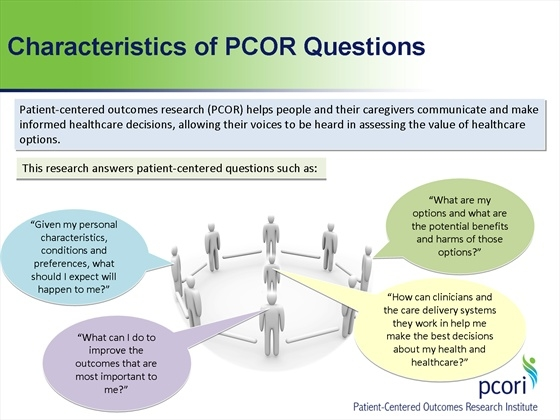 Characteristics of PCOR Questions
Patient-centered outcomes research (PCOR) helps people and their caregivers communicate and make
informed healthcare decisions, allowing their voices to be heard in assessing the value of healthcare
options.
This research answers patient-centered questions such as:
“Given my personal
characteristics,
conditions and
preferences, what
should I expect will
happen to me?”
“What are my
options and what are
the potential benefits
and harms of those
options?”
“What can I do to
improve the
outcomes that are
most important to
me?”
“How can clinicians and
the care delivery systems
they work in help me
make the best decisions
about my health and
healthcare?”
pcori
Patient-Centered Outcomes Research Institute